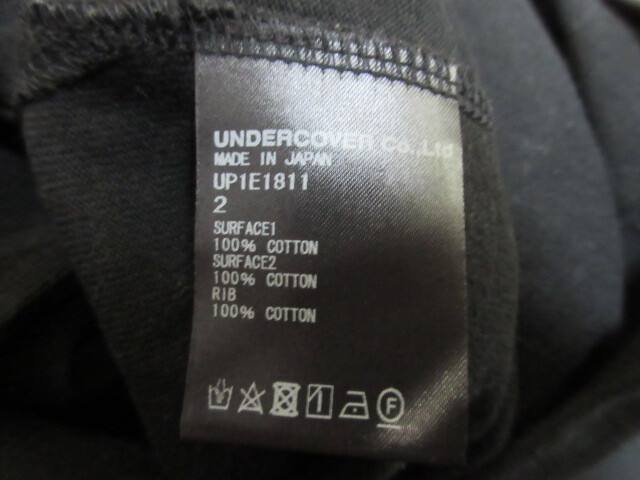 UNDERCOVER Co.,Ltd
MADE IN JAPAN
UP1E1811
2
SURFACE1
100% COTTON
SURFACE2
100% COTTON
RIB
100% COTTON
F